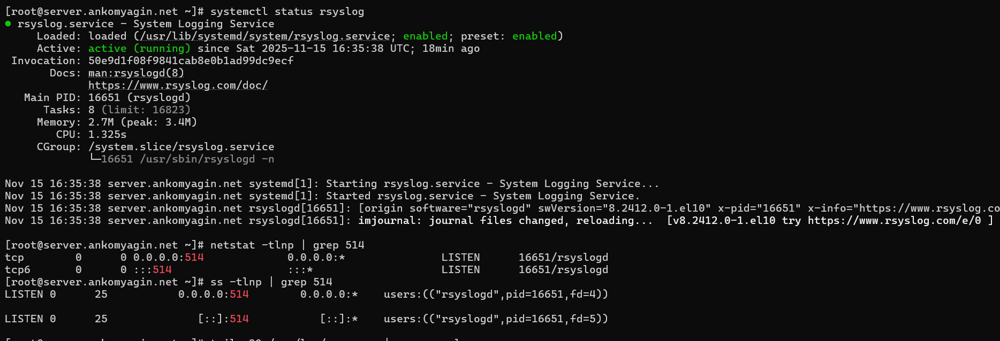 [root@server.ankomyagin.net ~]# systemctl status rsyslog
● rsyslog.service - System Logging Service
     Loaded: loaded (/usr/lib/systemd/system/rsyslog.service; enabled; preset: enabled)
     Active: active (running) since Sat 2025-11-15 16:35:38 UTC; 18min ago
 Invocation: 50e9d1f08f9841cab8e0b1ad99dc9ecf
       Docs: man:rsyslogd(8)
             https://www.rsyslog.com/doc/
   Main PID: 16651 (rsyslogd)
      Tasks: 8 (limit: 16823)
     Memory: 2.7M (peak: 3.4M)
        CPU: 1.325s
     CGroup: /system.slice/rsyslog.service
             └─16651 /usr/sbin/rsyslogd -n
Nov 15 16:35:38 server.ankomyagin.net systemd[1]: Starting rsyslog.service - System Logging Service...
Nov 15 16:35:38 server.ankomyagin.net systemd[1]: Started rsyslog.service - System Logging Service.
Nov 15 16:35:38 server.ankomyagin.net rsyslogd[16651]: [origin software="rsyslogd" swVersion="8.2412.0-1.el10" x-pid="16651" x-info="https://www.rsyslog.co
Nov 15 16:35:38 server.ankomyagin.net rsyslogd[16651]: imjournal: journal files changed, reloading...  [v8.2412.0-1.el10 try https://www.rsyslog.com/e/0 ]
[root@server.ankomyagin.net ~]# netstat -tlnp | grep 514
tcp        0      0 0.0.0.0:514             0.0.0.0:*               LISTEN      16651/rsyslogd
tcp6       0      0 :::514                  :::*                    LISTEN      16651/rsyslogd
[root@server.ankomyagin.net ~]# ss -tlnp | grep 514
LISTEN 0      25           0.0.0.0:514        0.0.0.0:*    users:(("rsyslogd",pid=16651,fd=4))
LISTEN 0      25              [::]:514           [::]:*    users:(("rsyslogd",pid=16651,fd=5))
[root@server.ankomyagin.net ~]#